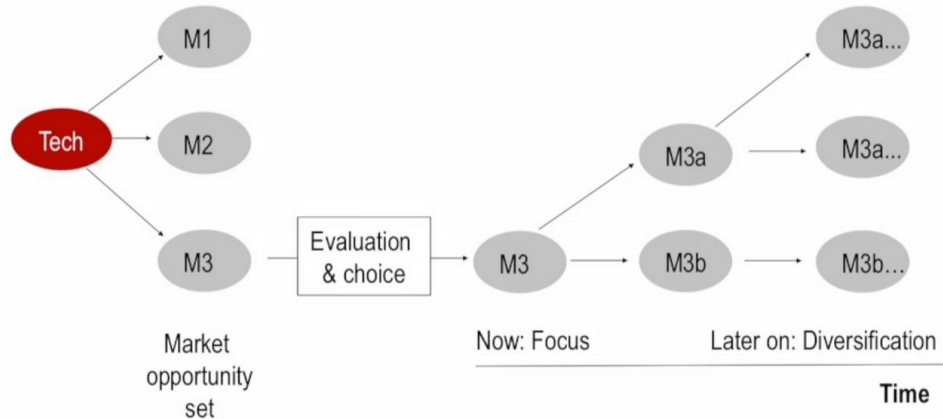 M1
M3a...
Tech
M2
M3a
M3a...
M3
Evaluation
& choice
M3
M3b
M3b...
Market
opportunity
set
Now: Focus
Later on: Diversification
Time